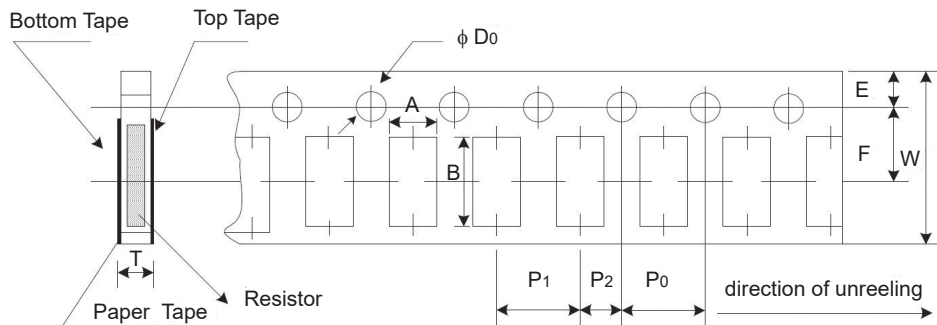 Bottom Tape
Top Tape
ϕ D0
A
B
E
F
W
T
P1
P2
P0
Paper Tape
Resistor
direction of unreeling